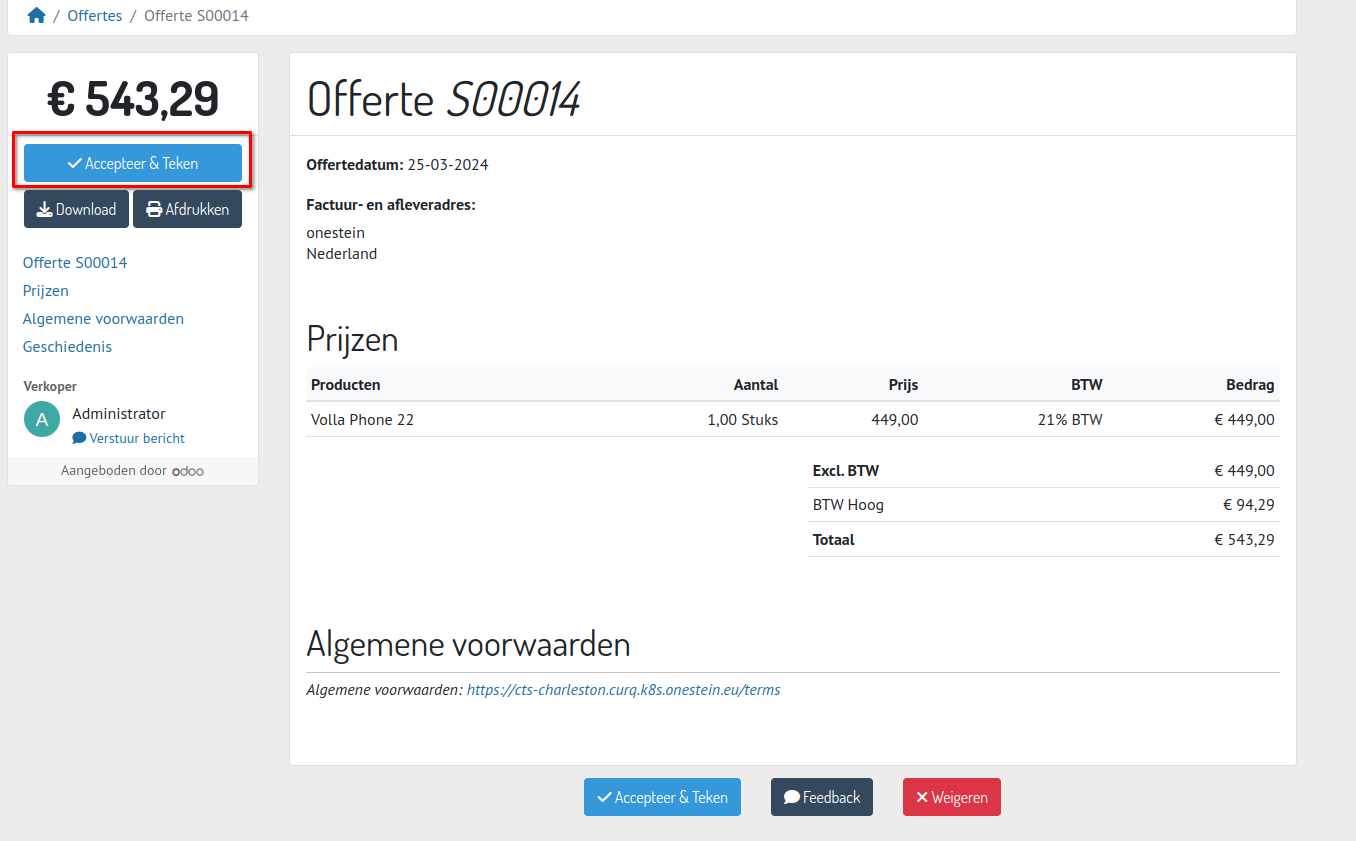 / Offertes / Offerte S00014
€ 543,29
Accepteer & Teken
Download Afdrukken
Offerte S00014
Prijzen
Algemene voorwaarden
Geschiedenis
Verkoper
A Administrator
Verstuur bericht
Aangeboden door odoo
Offerte S00014
Offertedatum: 25-03-2024
Factuur- en afleveradres:
onestein
Nederland
Prijzen
Producten Aantal Prijs BTW Bedrag
Volla Phone 22 1,00 Stuks 449,00 21% BTW € 449,00
Excl. BTW € 449,00
BTW Hoog € 94,29
Totaal € 543,29
Algemene voorwaarden
Algemene voorwaarden: https://cts-charleston.curq.k8s.onestein.eu/terms
Accepteer & Teken Feedback Weigeren